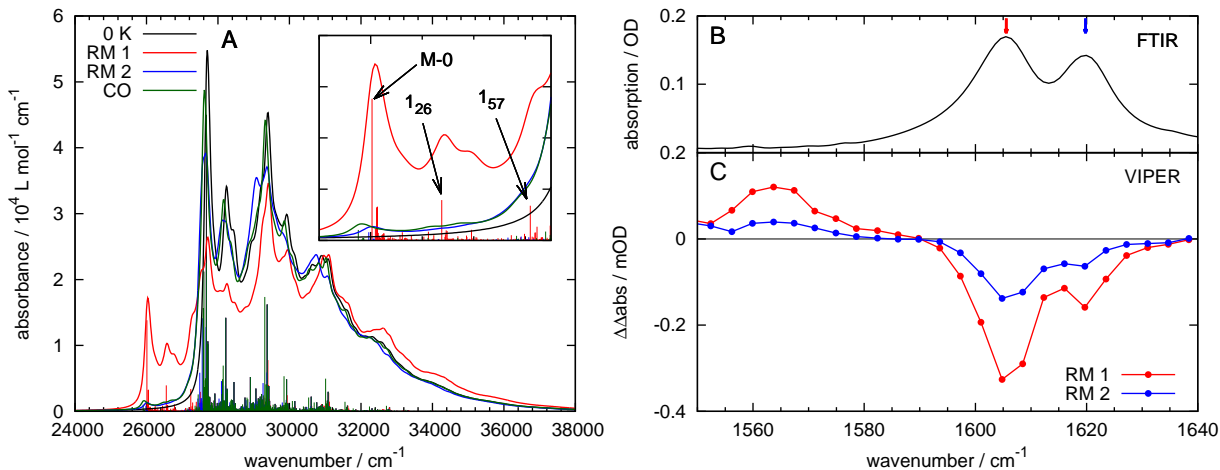 A
0 K
RM 1
RM 2
CO
M-0
1₂₆
1₅₇
absorbance / 10⁴ L mol⁻¹ cm⁻¹
6
5
4
3
2
1
0
24000 26000 28000 30000 32000 34000 36000 38000
wavenumber / cm⁻¹
B
FTIR
absorption / OD
0.2
0.1
0.2
C
VIPER
ΔΔabs / mOD
0
-0.2
-0.4
RM 1
RM 2
1560 1580 1600 1620 1640
wavenumber / cm⁻¹